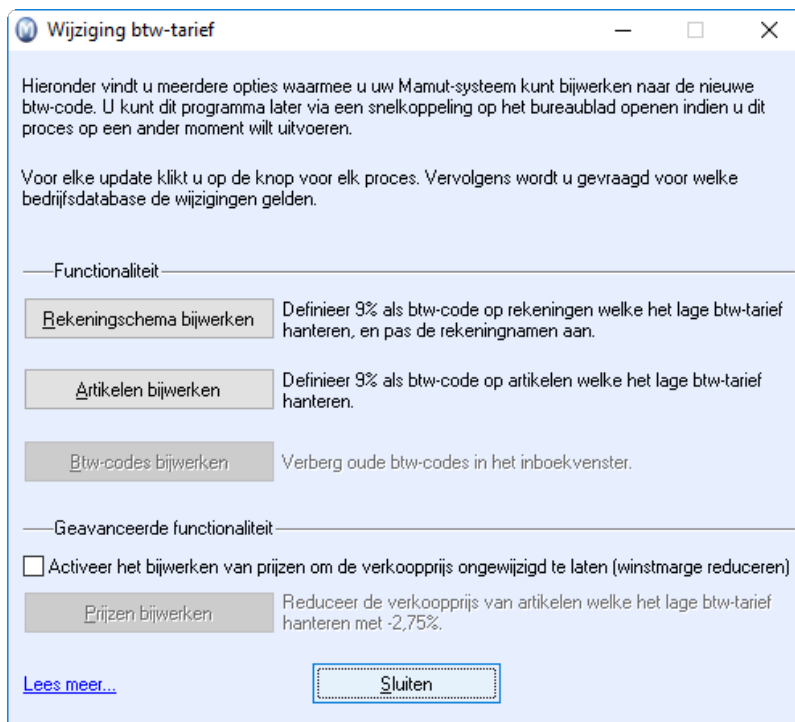 Wijziging btw-tarief
Hieronder vindt u meerdere opties waarmee u uw Mamut-systeem kunt bijwerken naar de nieuwe
btw-code. U kunt dit programma later via een snelkoppeling op het bureaublad openen indien u dit
proces op een ander moment wilt uitvoeren.
Voor elke update klikt u op de knop voor elk proces. Vervolgens wordt u gevraagd voor welke
bedrijfsdatabase de wijzigingen gelden.
Functionaliteit
Rekeningschema bijwerken
Definieer 9% als btw-code op rekeningen welke het lage btw-tarief
hanteren, en pas de rekeningnamen aan.
Artikelen bijwerken
Definieer 9% als btw-code op artikelen welke het lage btw-tarief
hanteren.
Btw-codes bijwerken
Verberg oude btw-codes in het inboekvenster.
Geavanceerde functionaliteit
Activeer het bijwerken van prijzen om de verkoopprijs ongewijzigd te laten (winstmarge reduceren)
Prijzen bijwerken
Reduceer de verkoopprijs van artikelen welke het lage btw-tarief
hanteren met -2,75%.
Lees meer...
Sluiten